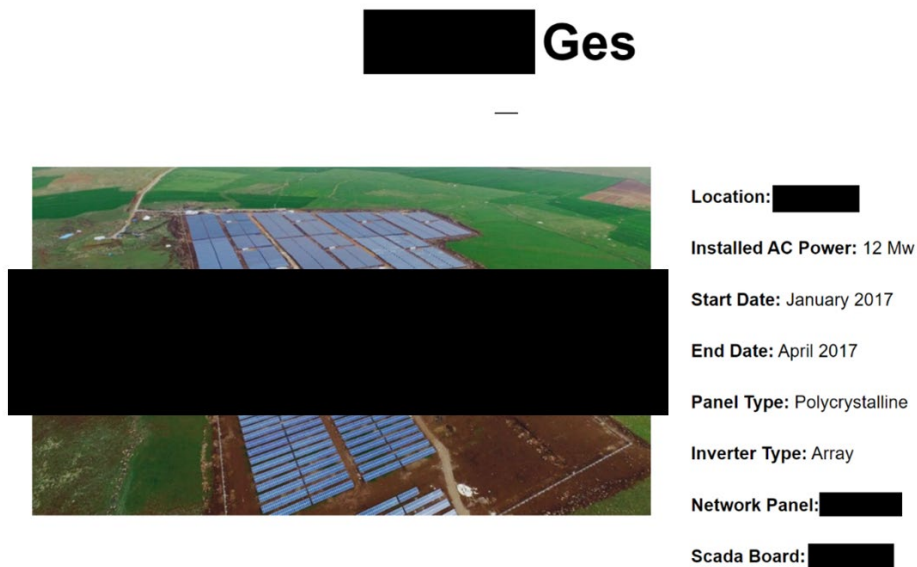 Ges
Location:
Installed AC Power: 12 Mw
Start Date: January 2017
End Date: April 2017
Panel Type: Polycrystalline
Inverter Type: Array
Network Panel:
Scada Board: